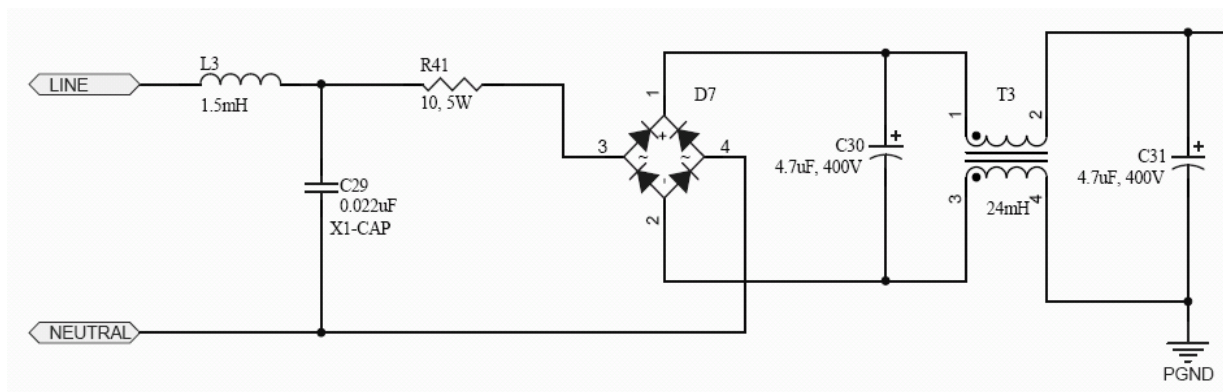 LINE
L3
1.5mH
R41
10, 5W
C29
0.022uF
X1-CAP
NEUTRAL
1
D7
3
4
2
+
~
~
-
C30
+
4.7uF, 400V
T3
1
2
3
4
24mH
C31
+
4.7uF, 400V
PGND